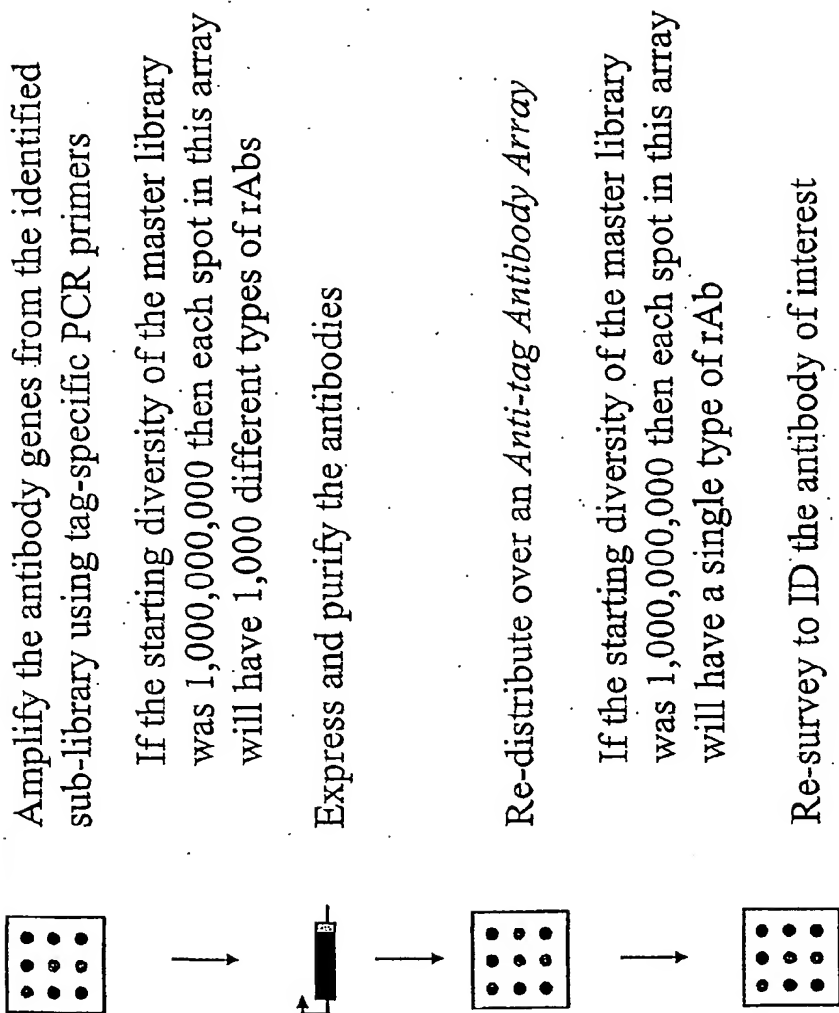 Amplify the antibody genes from the identified
sub-library using tag-specific PCR primers
If the starting diversity of the master library
was 1,000,000,000 then each spot in this array
will have 1,000 different types of rAbs
Express and purify the antibodies
Re-distribute over an Anti-tag Antibody Array
If the starting diversity of the master library
was 1,000,000,000 then each spot in this array
will have a single type of rAb
Re-survey to ID the antibody of interest